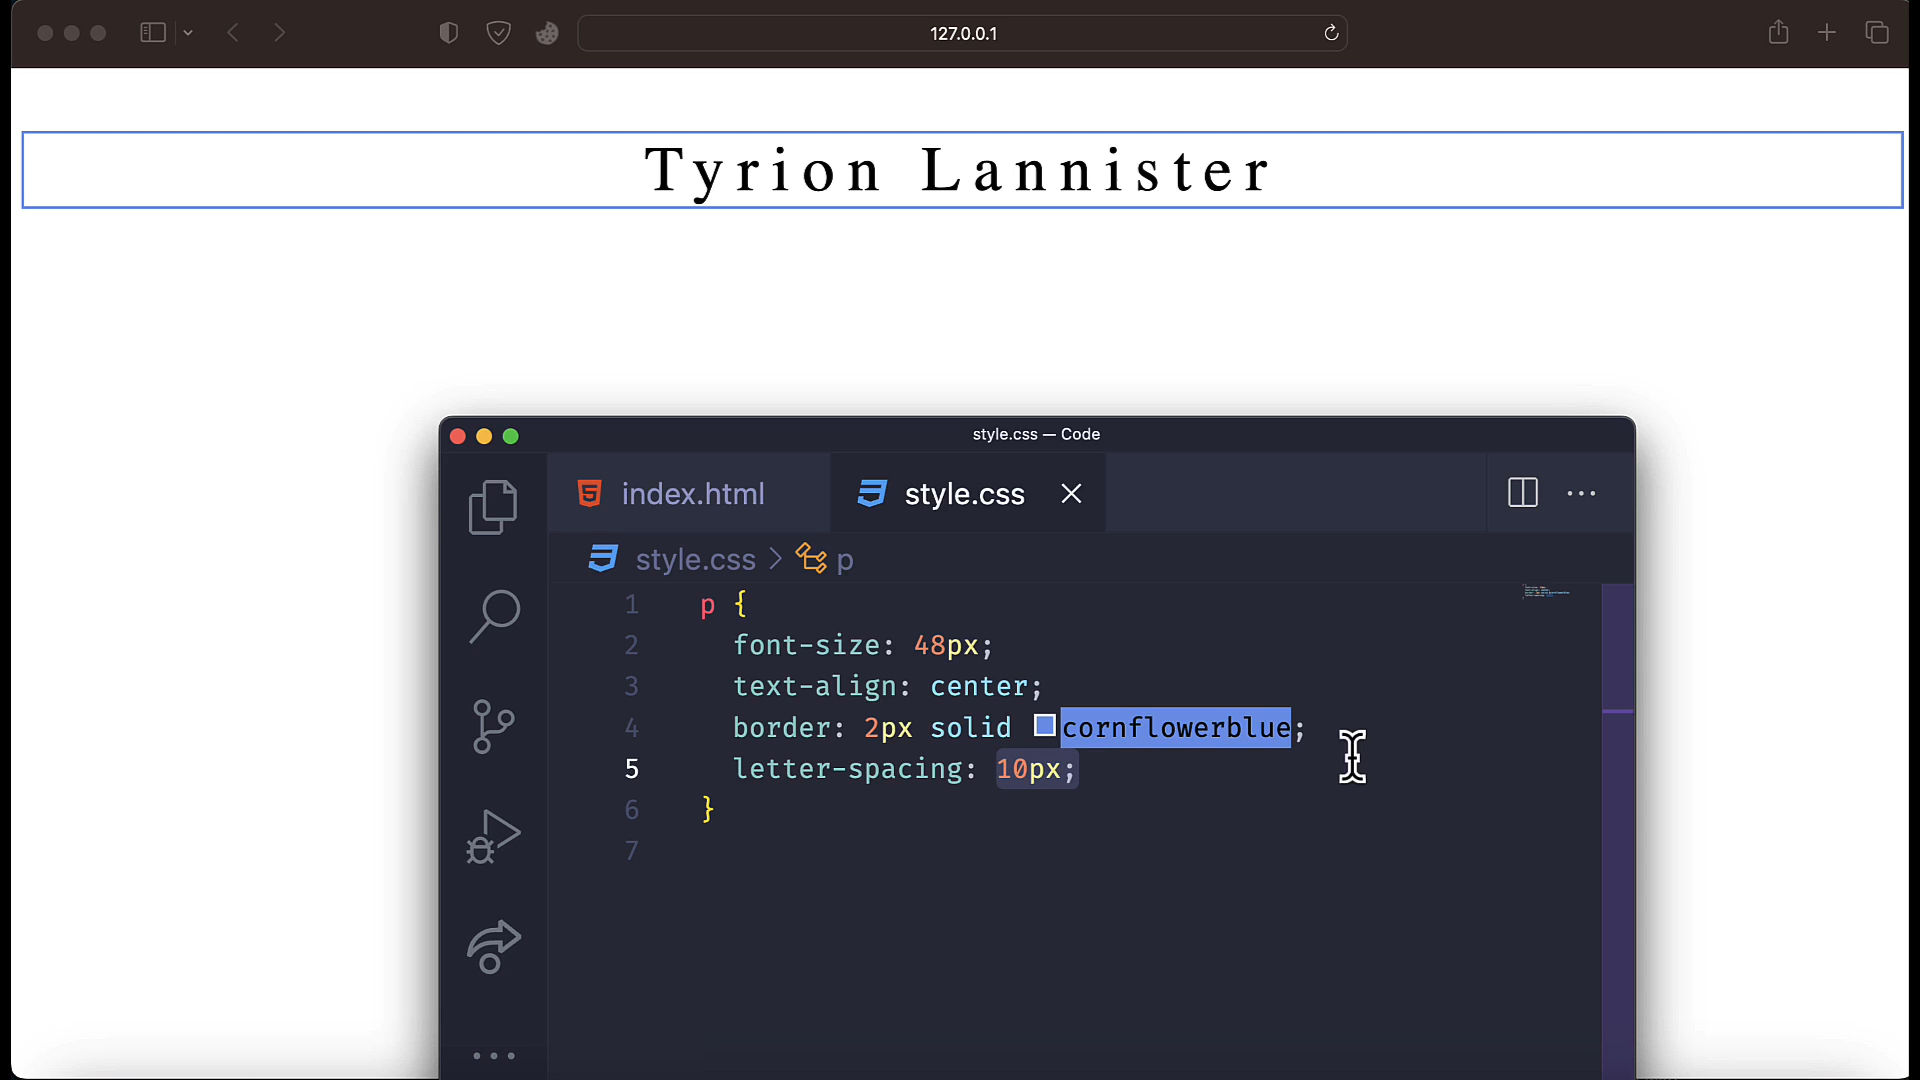 127.0.0.1
Tyrion Lannister
style.css — Code
index.html
style.css
style.css > p
1 p {
2 font-size: 48px;
3 text-align: center;
4 border: 2px solid cornflowerblue;
5 letter-spacing: 10px;
6 }
7